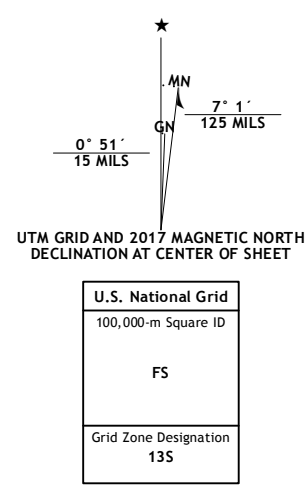 ★
MN
7° 1´
125 MILS
GN
0° 51´
15 MILS
UTM GRID AND 2017 MAGNETIC NORTH
DECLINATION AT CENTER OF SHEET
U.S. National Grid
100,000-m Square ID
FS
Grid Zone Designation
13S